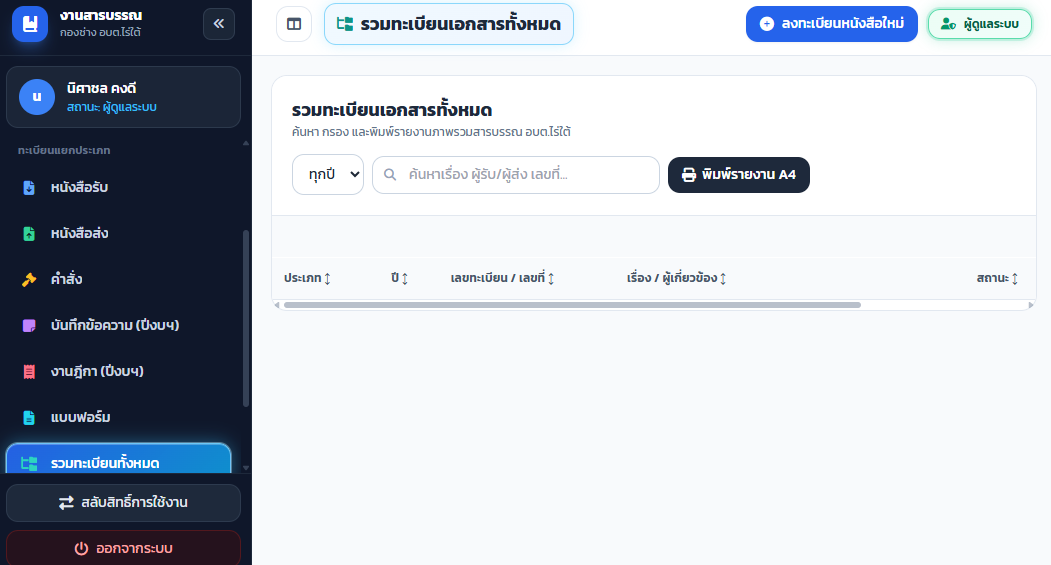 งานสารบรรณ
กองช่าง อบต.ไร่ใต้
น
นิศาชล คงดี
สถานะ: ผู้ดูแลระบบ
ทะเบียนแยกประเภท
หนังสือรับ
หนังสือส่ง
คำสั่ง
บันทึกข้อความ (ปีงบฯ)
งานฎีกา (ปีงบฯ)
แบบฟอร์ม
รวมทะเบียนทั้งหมด
สลับสิทธิ์การใช้งาน
ออกจากระบบ
รวมทะเบียนเอกสารทั้งหมด
ลงทะเบียนหนังสือใหม่
ผู้ดูแลระบบ
รวมทะเบียนเอกสารทั้งหมด
ค้นหา กรอง และพิมพ์รายงานภาพรวมสารบรรณ อบต.ไร่ใต้
ทุกปี
ค้นหาเรื่อง ผู้รับ/ผู้ส่ง เลขที่...
พิมพ์รายงาน A4
ประเภท ปี เลขทะเบียน / เลขที่ เรื่อง / ผู้เกี่ยวข้อง สถานะ